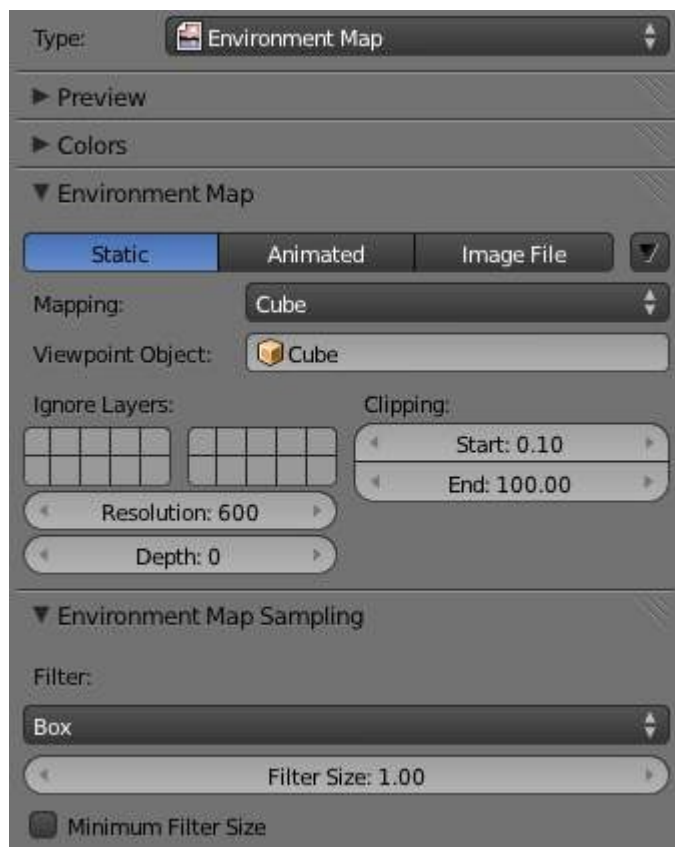 Type: Environment Map
Preview
Colors
Environment Map
Static Animated Image File
Mapping: Cube
Viewpoint Object: Cube
Ignore Layers: Clipping:
Start: 0.10
End: 100.00
Resolution: 600
Depth: 0
Environment Map Sampling
Filter:
Box
Filter Size: 1.00
Minimum Filter Size